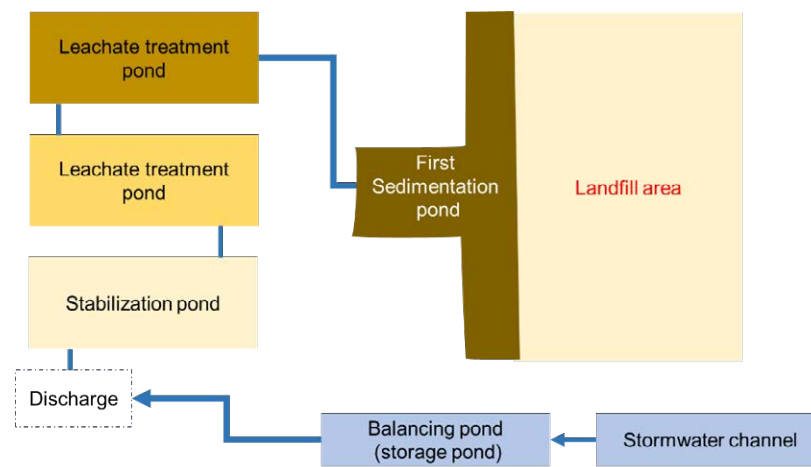 Leachate treatment
pond
Leachate treatment
pond
Stabilization pond
Discharge
First
Sedimentation
pond
Landfill area
Balancing pond
(storage pond)
Stormwater channel